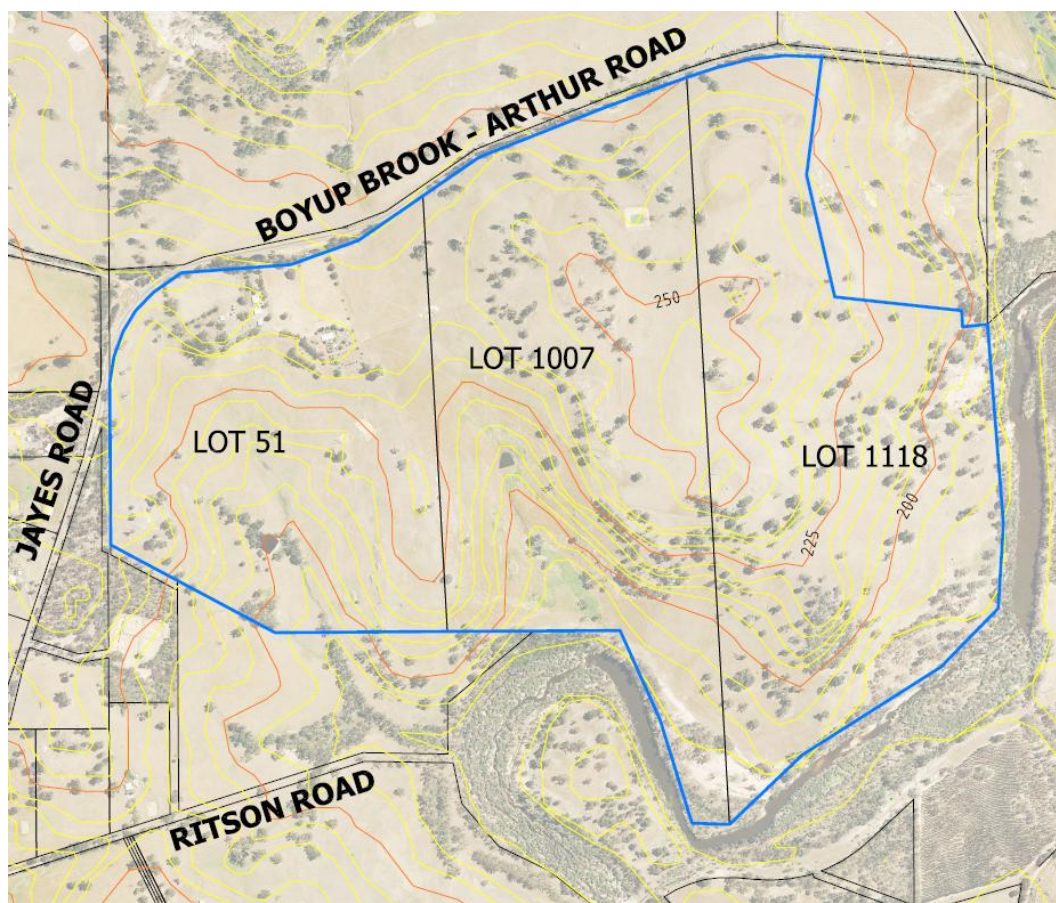 BOYUP BROOK - ARTHUR ROAD
250
LOT 1007
JAYES ROAD
LOT 51
LOT 1118
200
225
RITSON ROAD